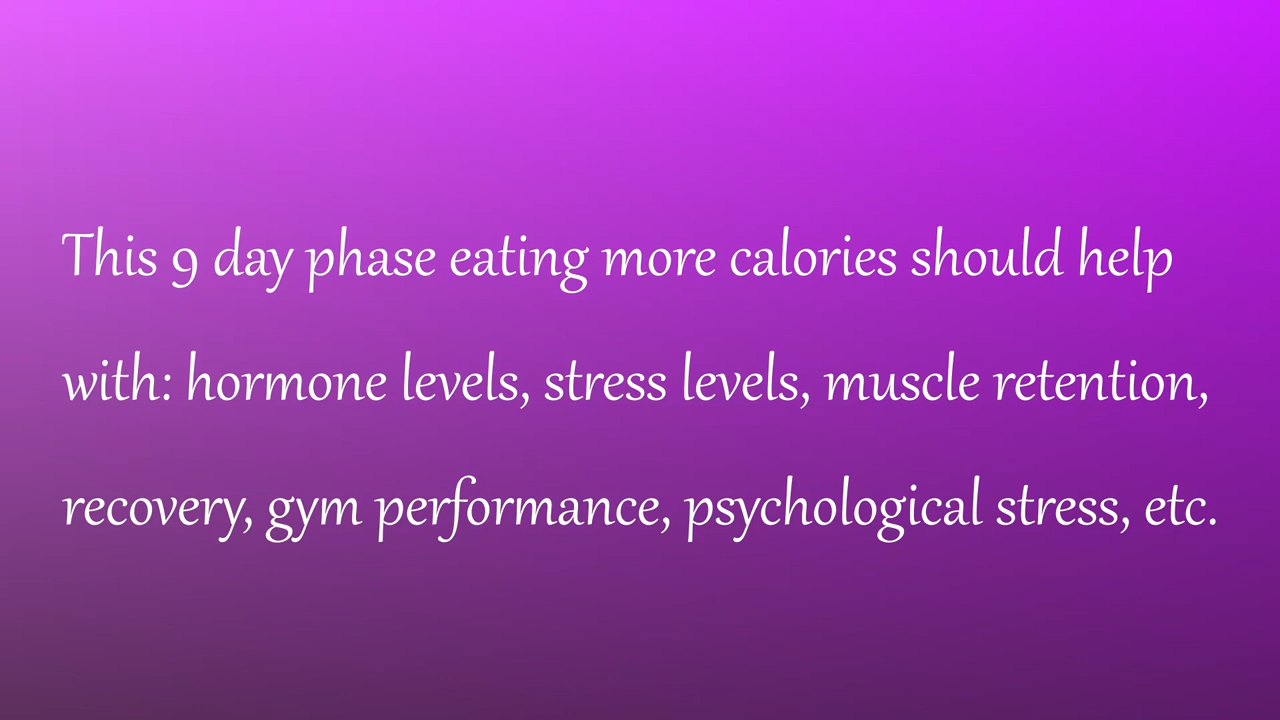 This 9 day phase eating more calories should help
with: hormone levels, stress levels, muscle retention,
recovery, gym performance, psychological stress, etc.